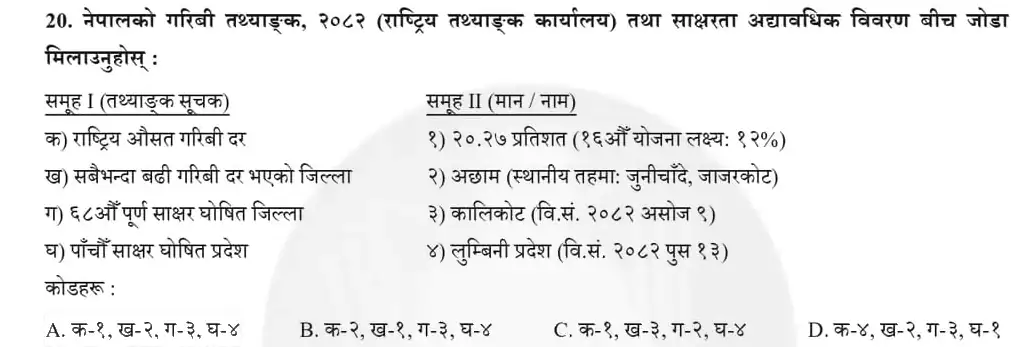 20. नेपालको गरिबी तथ्याङ्क, २०८२ (राष्ट्रिय तथ्याङ्क कार्यालय) तथा साक्षरता अद्यावधिक विवरण बीच जोडा
मिलाउनुहोस् :
समूह I (तथ्याङ्क सूचक) समूह II (मान / नाम)
क) राष्ट्रिय औसत गरिबी दर १) २०.२७ प्रतिशत (१६औँ योजना लक्ष्य: १२%)
ख) सबैभन्दा बढी गरिबी दर भएको जिल्ला २) अछाम (स्थानीय तहमा: जुनीचाँदे, जाजरकोट)
ग) ६८औँ पूर्ण साक्षर घोषित जिल्ला ३) कालिकोट (वि.सं. २०८२ असोज ९)
घ) पाँचौँ साक्षर घोषित प्रदेश ४) लुम्बिनी प्रदेश (वि.सं. २०८२ पुस १३)
कोडहरू :
A. क-१, ख-२, ग-३, घ-४ B. क-२, ख-१, ग-३, घ-४ C. क-१, ख-३, ग-२, घ-४ D. क-४, ख-२, ग-३, घ-१